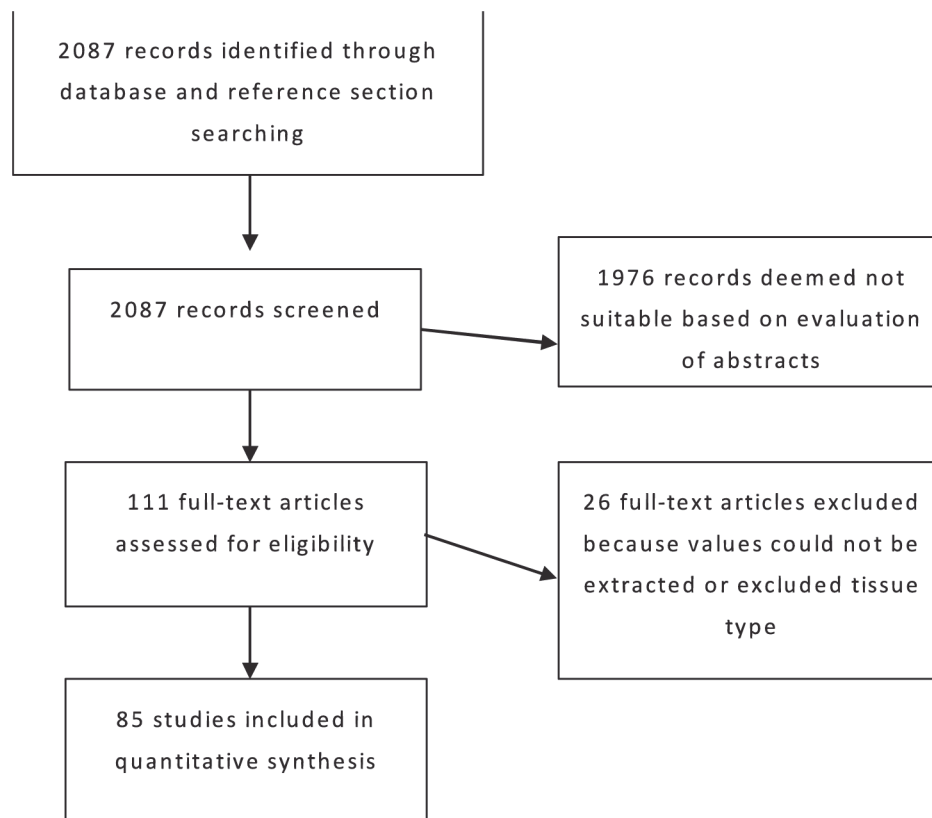 2087 records identified through
database and reference section
searching
2087 records screened
1976 records deemed not
suitable based on evaluation
of abstracts
111 full-text articles
assessed for eligibility
26 full-text articles excluded
because values could not be
extracted or excluded tissue
type
85 studies included in
quantitative synthesis